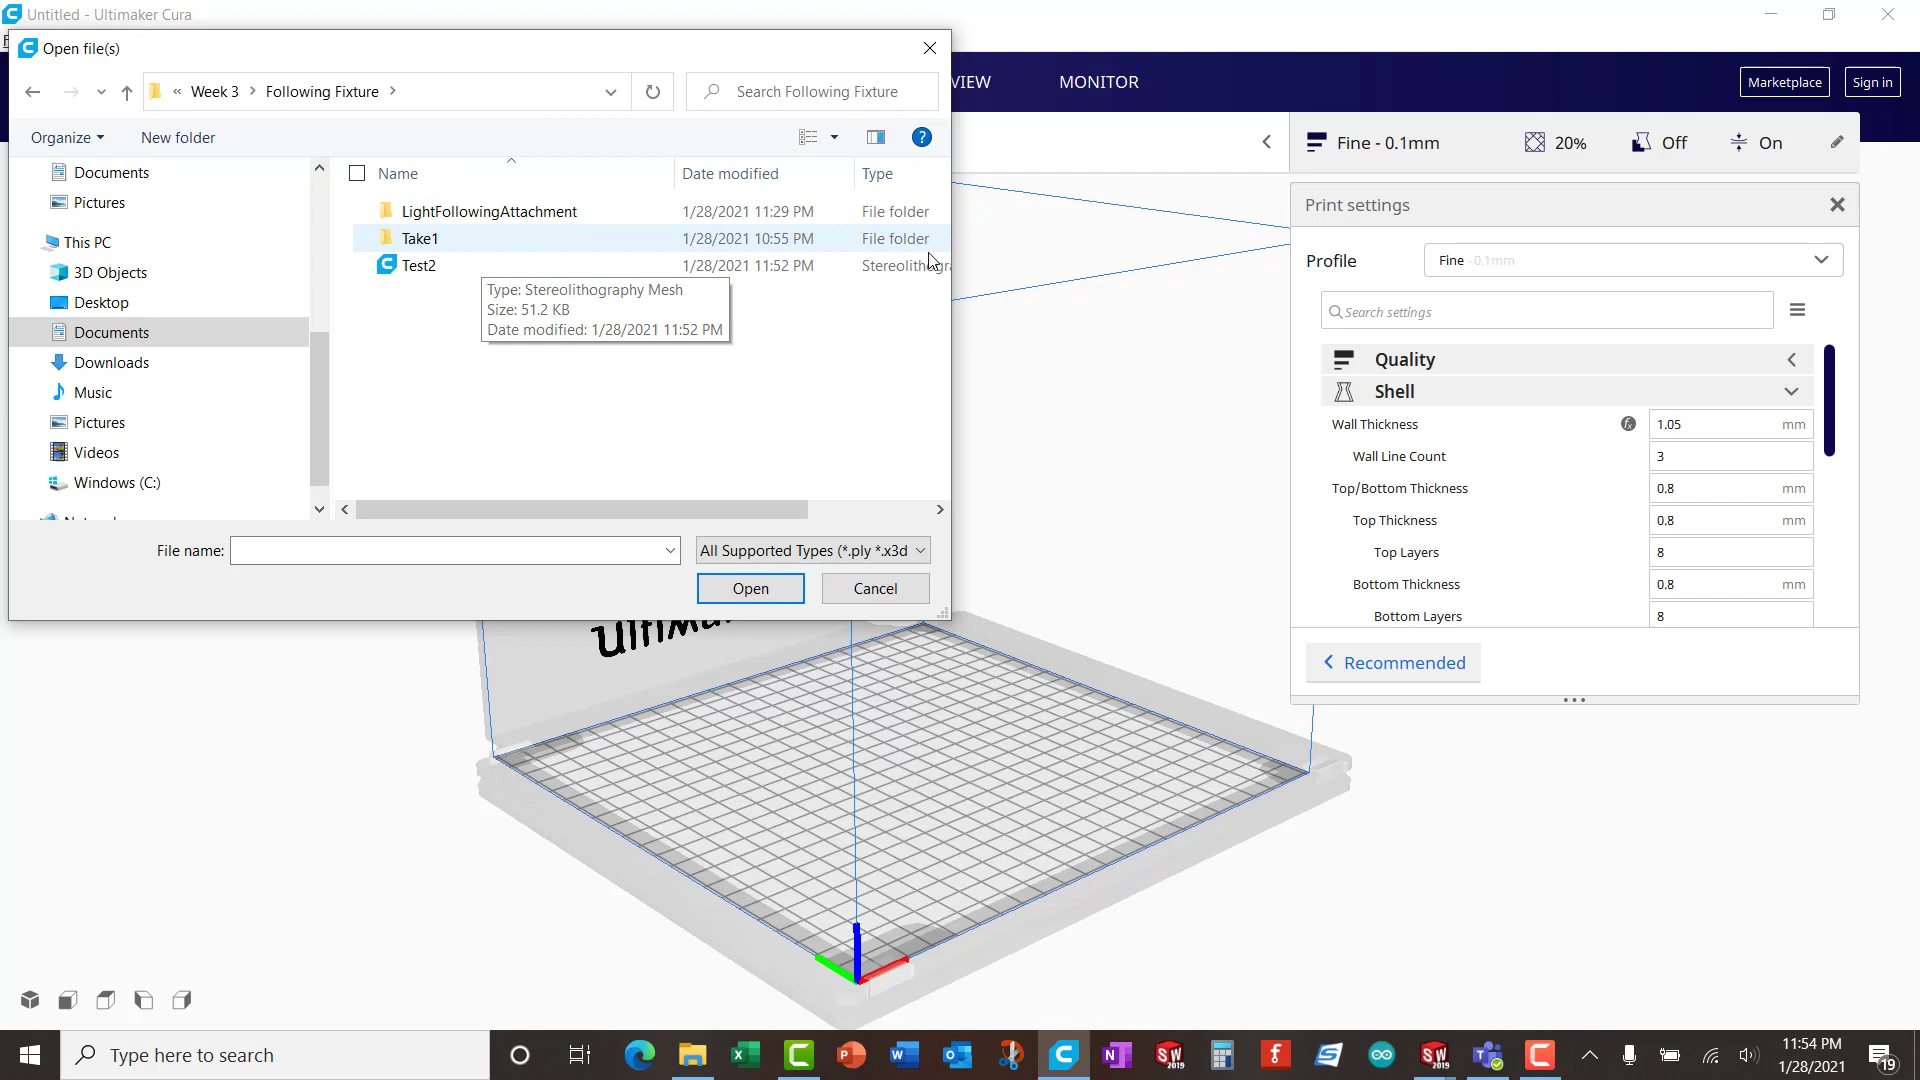 Untitled - Ultimaker Cura
Open file(s)
« Week 3 > Following Fixture >
Search Following Fixture
Organize
New folder
Documents
Pictures
This PC
3D Objects
Desktop
Documents
Downloads
Music
Pictures
Videos
Windows (C:)
Name Date modified Type
LightFollowingAttachment 1/28/2021 11:29 PM File folder
Take1 1/28/2021 10:55 PM File folder
Test2 1/28/2021 11:52 PM Stereolithogra
Type: Stereolithography Mesh
Size: 51.2 KB
Date modified: 1/28/2021 11:52 PM
File name:
All Supported Types (*.ply *.x3d
Open
Cancel
VIEW
MONITOR
Marketplace
Sign in
Fine - 0.1mm
20%
Off
On
Print settings
Profile
Fine - 0.1mm
Search settings
Quality
Shell
Wall Thickness 1.05 mm
Wall Line Count 3
Top/Bottom Thickness 0.8 mm
Top Thickness 0.8 mm
Top Layers 8
Bottom Thickness 0.8 mm
Bottom Layers 8
Recommended
Type here to search
11:54 PM
1/28/2021
19